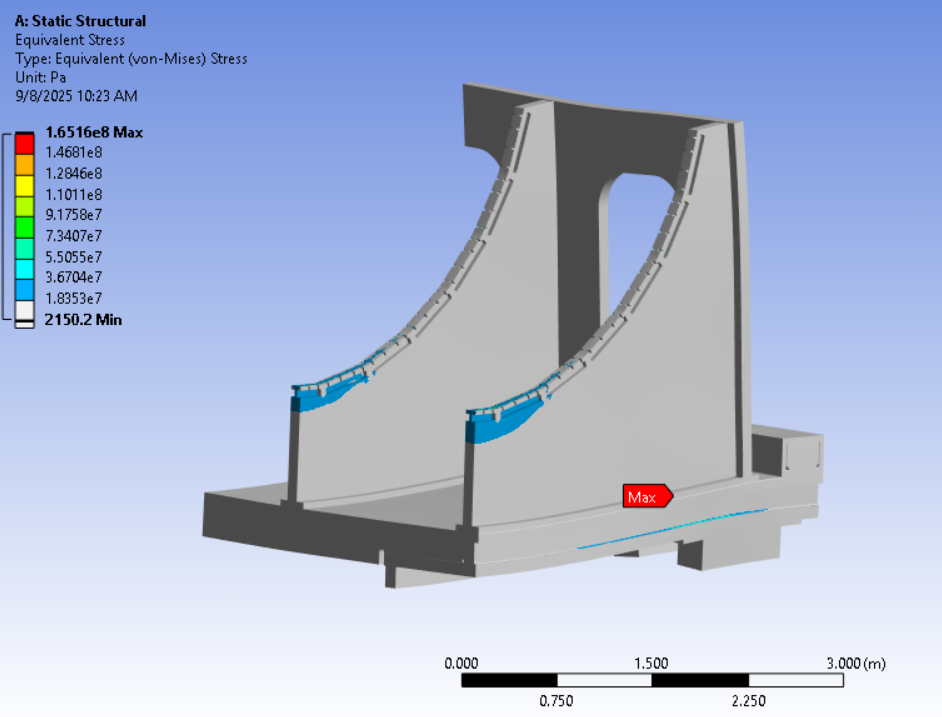 A: Static Structural
Equivalent Stress
Type: Equivalent (von-Mises) Stress
Unit: Pa
9/8/2025 10:23 AM
1.6516e8 Max
1.4681e8
1.2846e8
1.1011e8
9.1758e7
7.3407e7
5.5055e7
3.6704e7
1.8353e7
2150.2 Min
Max
0.000 1.500 3.000 (m)
0.750 2.250